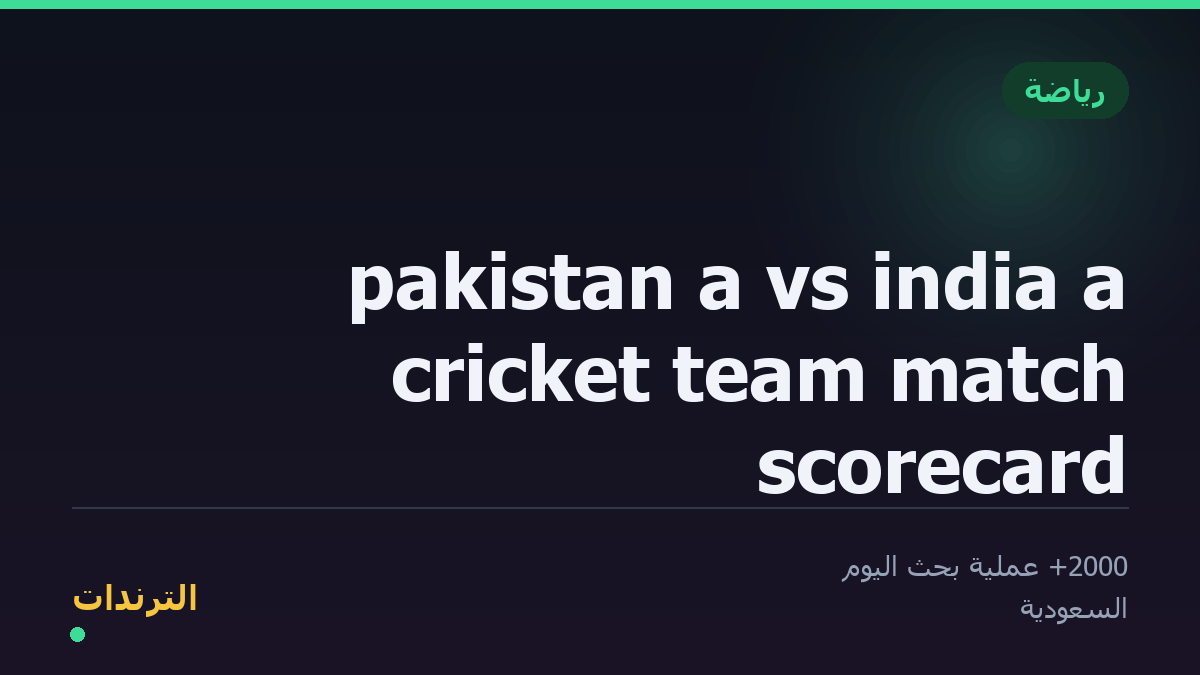 رياضة
pakistan a vs india a
cricket team match
scorecard
2000+ عملية بحث اليوم
السعودية
الترندات